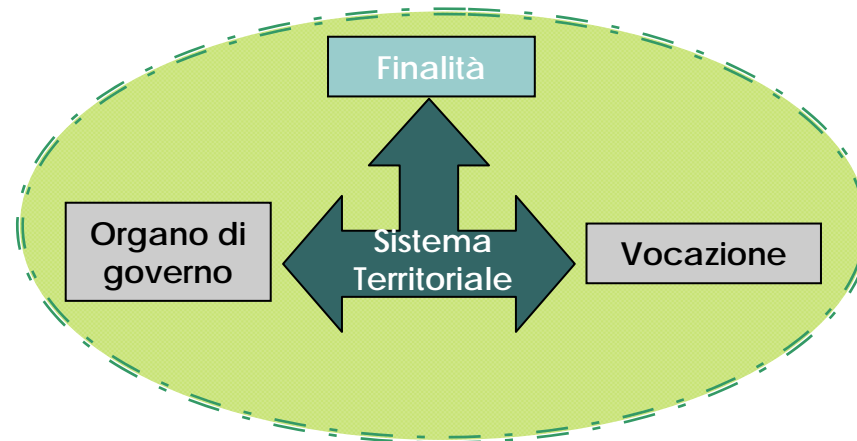 Finalità
Organo di
governo
Sistema
Territoriale
Vocazione